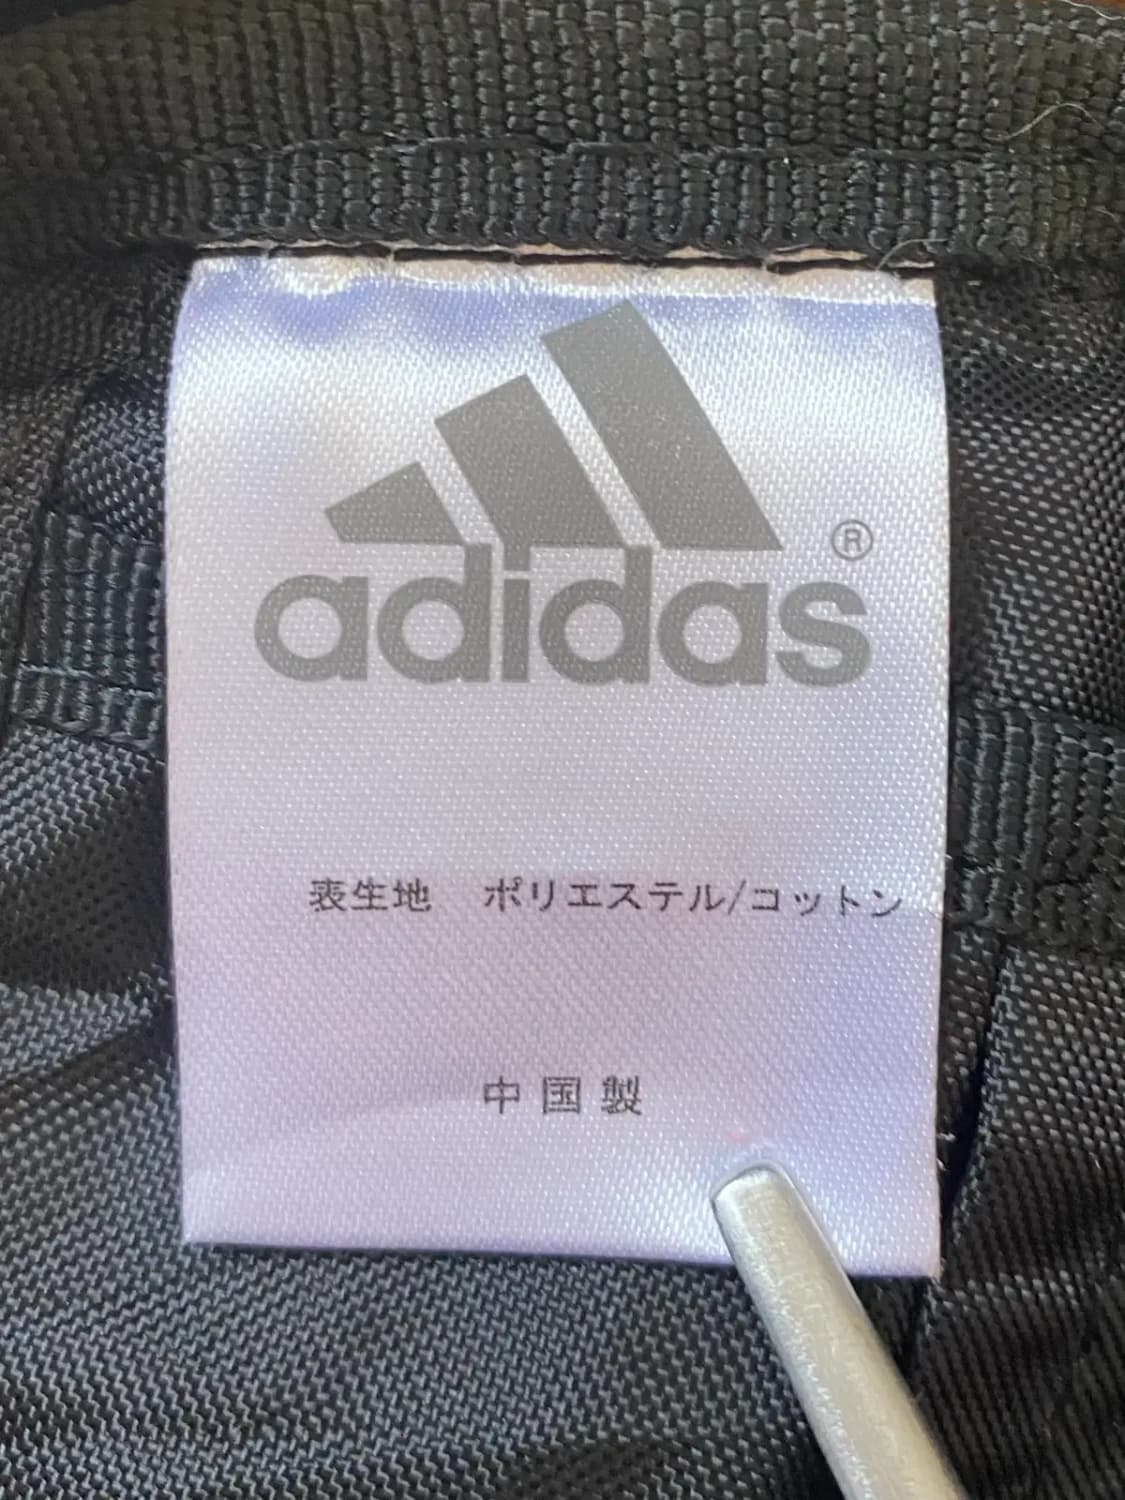 adidas®
表生地　ポリエステル/コットン
中国製